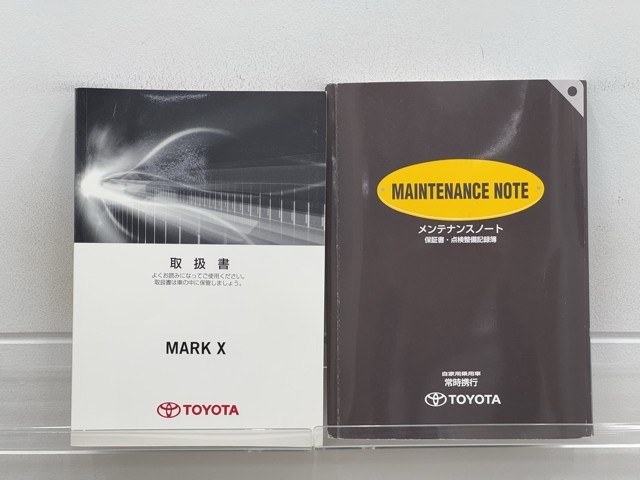 取扱書
よくお読みになってご使用ください。
取扱書は車の中に保管しましょう。
MARK X
TOYOTA
MAINTENANCE NOTE
メンテナンスノート
保証書・点検整備記録簿
自家用乗用車
常時携行
TOYOTA